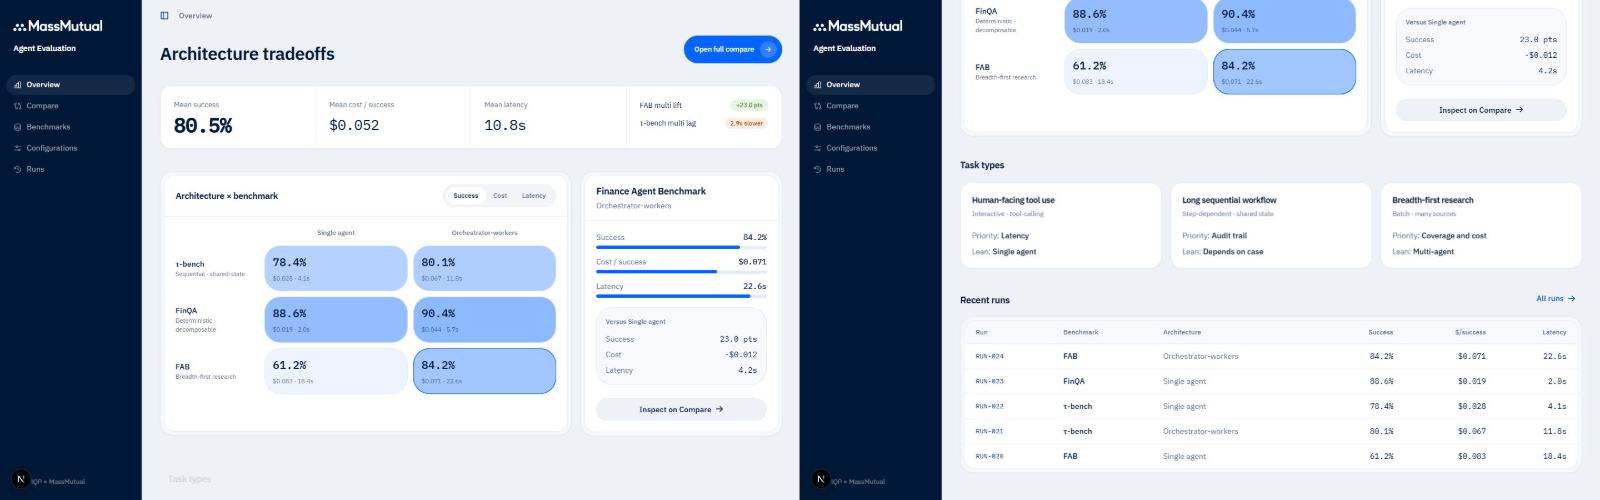 MassMutual
Agent Evaluation
Overview
Compare
Benchmarks
Configurations
Runs
N
IQP × MassMutual
Overview
Architecture tradeoffs
Open full compare →
Mean success
80.5%
Mean cost / success
$0.052
Mean latency
10.8s
FAB multi lift
+23.0 pts
τ-bench multi lag
2.9x slower
Architecture × benchmark
Success
Cost
Latency
Single agent
Orchestrator-workers
τ-bench
Sequential · shared-state
78.4%
$0.028 · 4.1s
80.1%
$0.067 · 11.8s
FinQA
Deterministic ·
decomposable
88.6%
$0.019 · 2.0s
90.4%
$0.044 · 5.7s
FAB
Breadth-first research
61.2%
$0.083 · 18.4s
84.2%
$0.071 · 22.6s
Finance Agent Benchmark
Orchestrator-workers
Success
84.2%
Cost / success
$0.071
Latency
22.6s
Versus Single agent
Success
23.0 pts
Cost
-$0.012
Latency
4.2s
Inspect on Compare →
Task types
MassMutual
Agent Evaluation
Overview
Compare
Benchmarks
Configurations
Runs
N
IQP × MassMutual
FinQA
Deterministic ·
decomposable
88.6%
$0.019 · 2.0s
90.4%
$0.044 · 5.7s
FAB
Breadth-first research
61.2%
$0.083 · 18.4s
84.2%
$0.071 · 22.6s
Versus Single agent
Success
23.0 pts
Cost
-$0.012
Latency
4.2s
Inspect on Compare →
Task types
Human-facing tool use
Interactive · tool-calling
Priority: Latency
Lean: Single agent
Long sequential workflow
Step-dependent · shared state
Priority: Audit trail
Lean: Depends on case
Breadth-first research
Batch · many sources
Priority: Coverage and cost
Lean: Multi-agent
Recent runs
All runs →
Run
Benchmark
Architecture
Success
$/success
Latency
RUN-024
FAB
Orchestrator-workers
84.2%
$0.071
22.6s
RUN-023
FinQA
Single agent
88.6%
$0.019
2.0s
RUN-022
τ-bench
Single agent
78.4%
$0.028
4.1s
RUN-021
τ-bench
Orchestrator-workers
80.1%
$0.067
11.8s
RUN-020
FAB
Single agent
61.2%
$0.083
18.4s